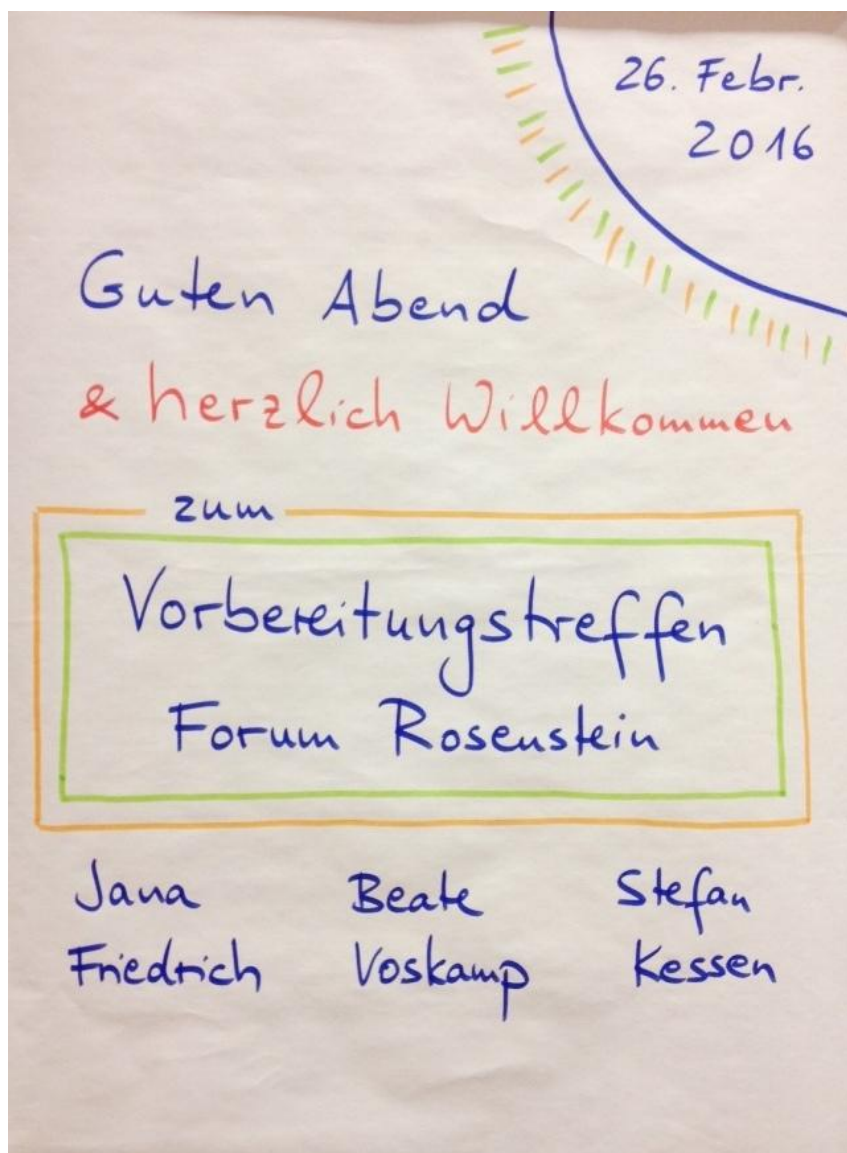 26. Febr.
2016
Guten Abend
& herzlich Willkommen
zum
Vorbereitungstreffen
Forum Rosenstein
Jana Beate Stefan
Friedrich Voskamp Kessen